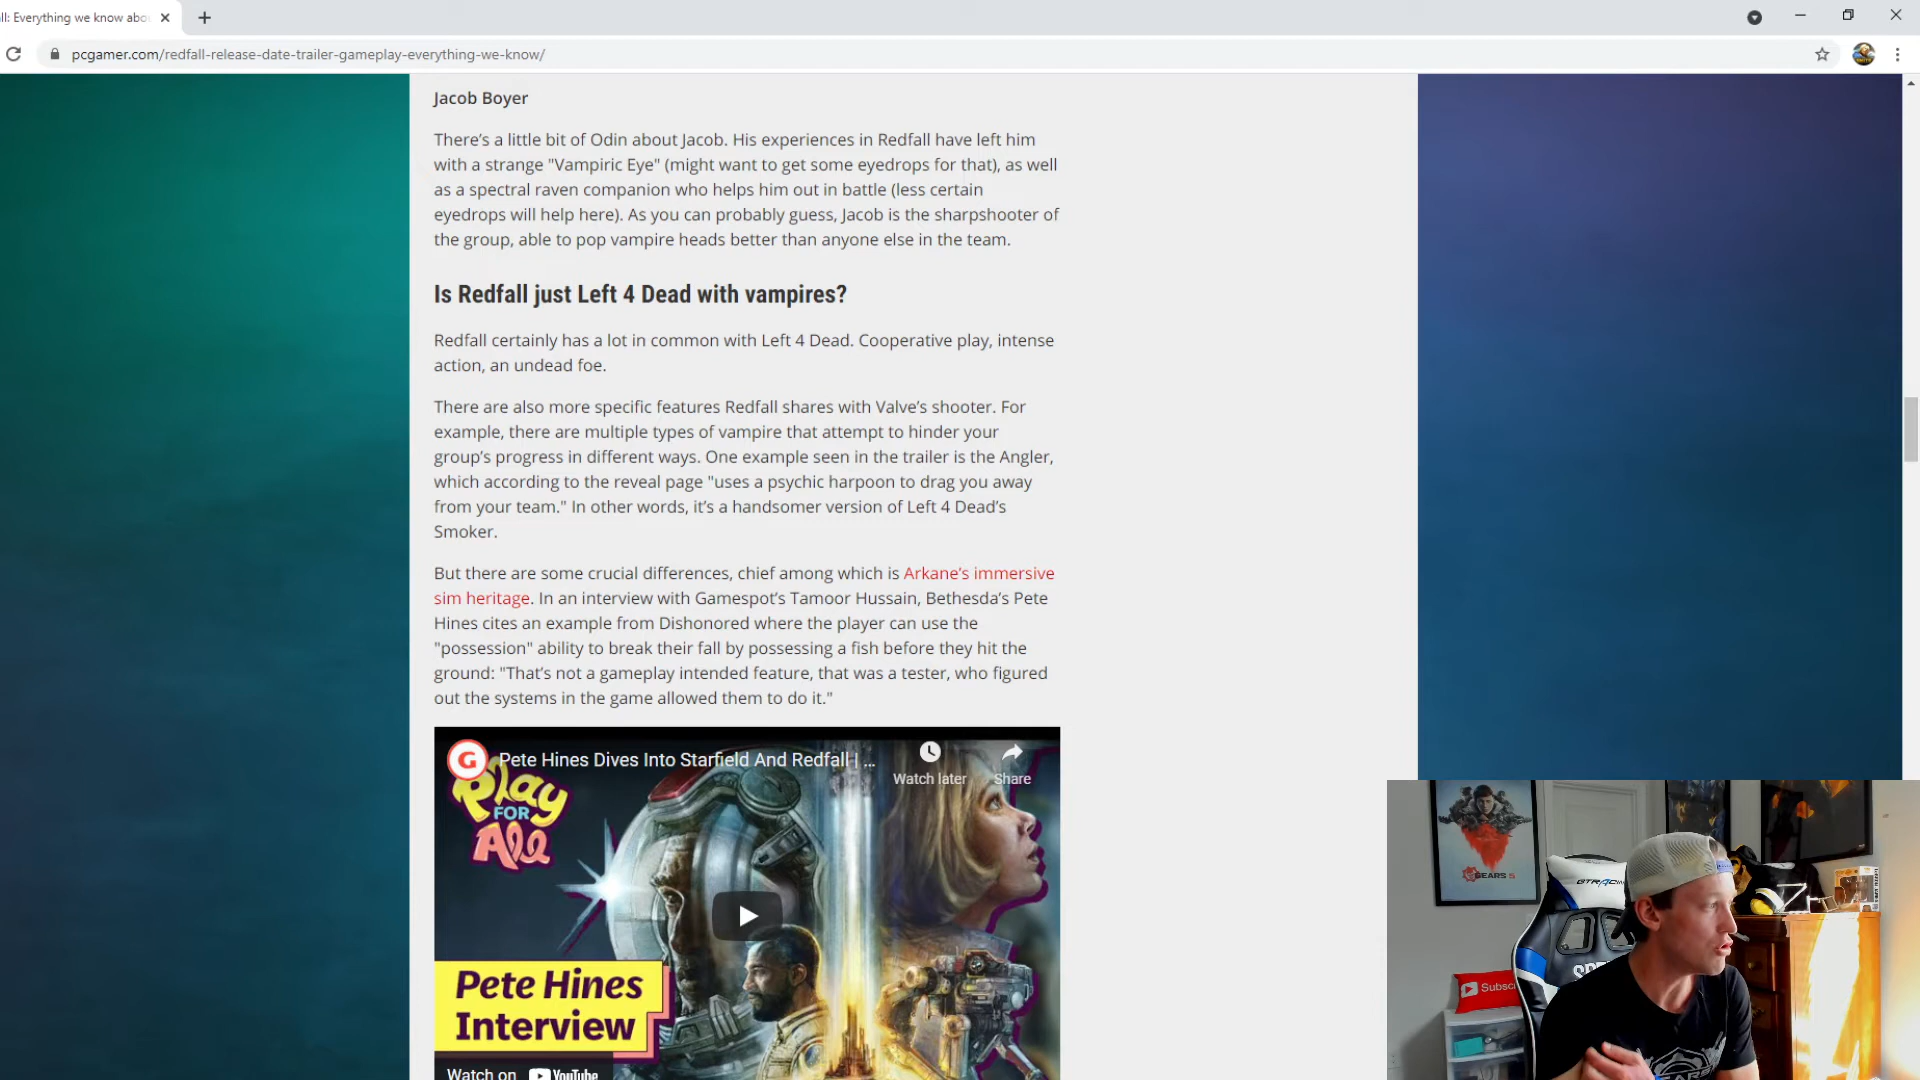 ll: Everything we know abou
pcgamer.com/redfall-release-date-trailer-gameplay-everything-we-know/
Jacob Boyer
There's a little bit of Odin about Jacob. His experiences in Redfall have left him
with a strange "Vampiric Eye" (might want to get some eyedrops for that), as well
as a spectral raven companion who helps him out in battle (less certain
eyedrops will help here). As you can probably guess, Jacob is the sharpshooter of
the group, able to pop vampire heads better than anyone else in the team.
Is Redfall just Left 4 Dead with vampires?
Redfall certainly has a lot in common with Left 4 Dead. Cooperative play, intense
action, an undead foe.
There are also more specific features Redfall shares with Valve's shooter. For
example, there are multiple types of vampire that attempt to hinder your
group's progress in different ways. One example seen in the trailer is the Angler,
which according to the reveal page "uses a psychic harpoon to drag you away
from your team." In other words, it's a handsomer version of Left 4 Dead's
Smoker.
But there are some crucial differences, chief among which is Arkane's immersive
sim heritage. In an interview with Gamespot's Tamoor Hussain, Bethesda's Pete
Hines cites an example from Dishonored where the player can use the
"possession" ability to break their fall by possessing a fish before they hit the
ground: "That's not a gameplay intended feature, that was a tester, who figured
out the systems in the game allowed them to do it."
G
Pete Hines Dives Into Starfield And Redfall | ...
Watch later
Share
Play
FOR
All
Pete Hines
Interview
Watch on YouTube
GEARS 5
GTRACING
Subsc